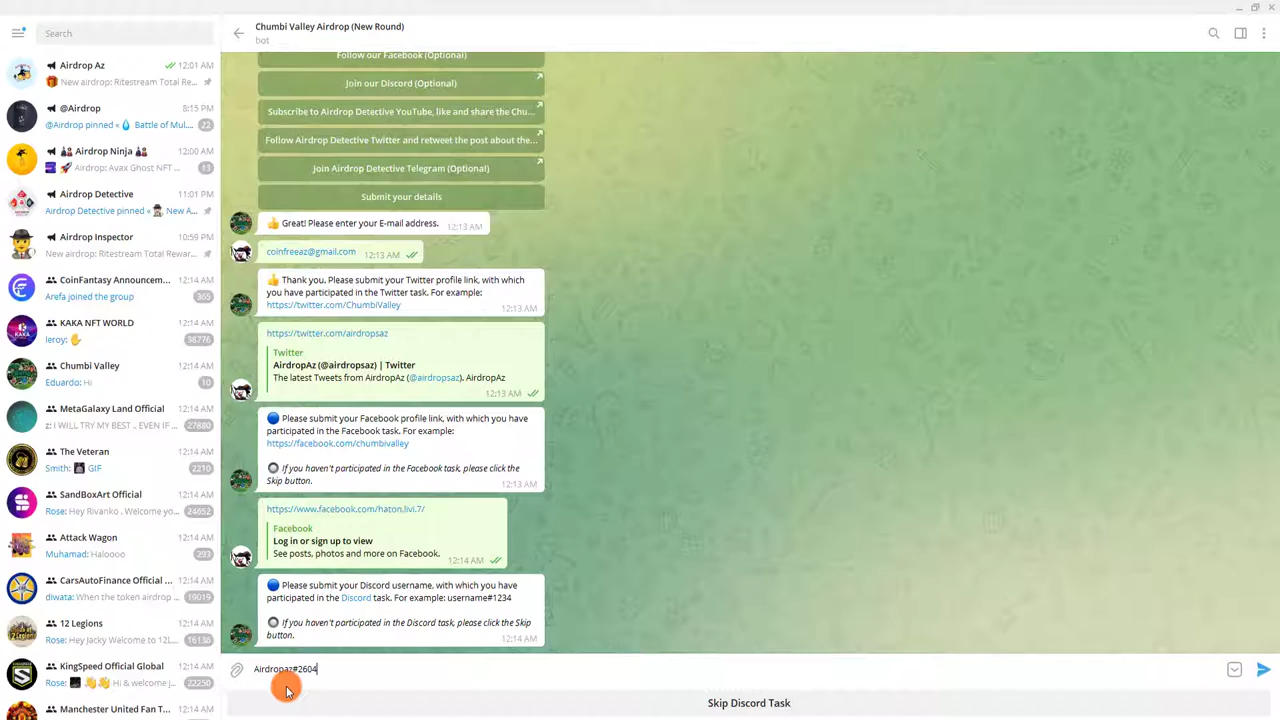 Search
Airdrop Az
12:01 AM
New airdrop: Ritestream Total Re...
@Airdrop
8:15 PM
@Airdrop pinned « 💧 Battle of Mul...
22
Airdrop Ninja
12:00 AM
Airdrop: Avax Ghost NFT ...
13
Airdrop Detective
11:01 PM
Airdrop Detective pinned « New A...
Airdrop Inspector
10:59 PM
New airdrop: Ritestream Total Rewar...
CoinFantasy Announcem...
12:14 AM
Arefa joined the group
365
KAKA NFT WORLD
12:14 AM
leroy: ✋
38776
Chumbi Valley
12:14 AM
Eduardo: Hi
10
MetaGalaxy Land Official
12:14 AM
z: I WILL TRY MY BEST .. EVEN IF ...
27880
The Veteran
12:14 AM
Smith: GIF
2210
SandBoxArt Official
12:14 AM
Rose: Hey Rivanko . Welcome yo...
24652
Attack Wagon
12:14 AM
Muhamad: Haloooo
293
CarsAutoFinance Official ...
12:14 AM
diwata: When the token airdrop ...
19019
12 Legions
12:14 AM
Rose: Hey Jacky Welcome to 12L...
16136
KingSpeed Official Global
12:14 AM
Rose: 👋👋 Hi & welcome j...
22250
Manchester United Fan T...
12:14 AM
Chumbi Valley Airdrop (New Round)
bot
Follow our Facebook (Optional)
Join our Discord (Optional)
Subscribe to Airdrop Detective YouTube, like and share the Chu...
Follow Airdrop Detective Twitter and retweet the post about the...
Join Airdrop Detective Telegram (Optional)
Submit your details
👍 Great! Please enter your E-mail address.
12:13 AM
coinfreeaz@gmail.com
12:13 AM
👍 Thank you, Please submit your Twitter profile link, with which
you have participated in the Twitter task. For example:
https://twitter.com/ChumbiValley
12:13 AM
https://twitter.com/airdropsaz
Twitter
AirdropAz (@airdropsaz) | Twitter
The latest Tweets from AirdropAz (@airdropsaz). AirdropAz
12:13 AM
🔵 Please submit your Facebook profile link, with which you have
participated in the Facebook task. For example:
https://facebook.com/chumbivalley
🔘 If you haven't participated in the Facebook task, please click the
Skip button.
12:13 AM
https://www.facebook.com/haton.livi.7/
Facebook
Log in or sign up to view
See posts, photos and more on Facebook.
12:14 AM
🔵 Please submit your Discord username, with which you have
participated in the Discord task. For example: username#1234
🔘 If you haven't participated in the Discord task, please click the Skip
button.
12:14 AM
Airdropaz#2604
Skip Discord Task